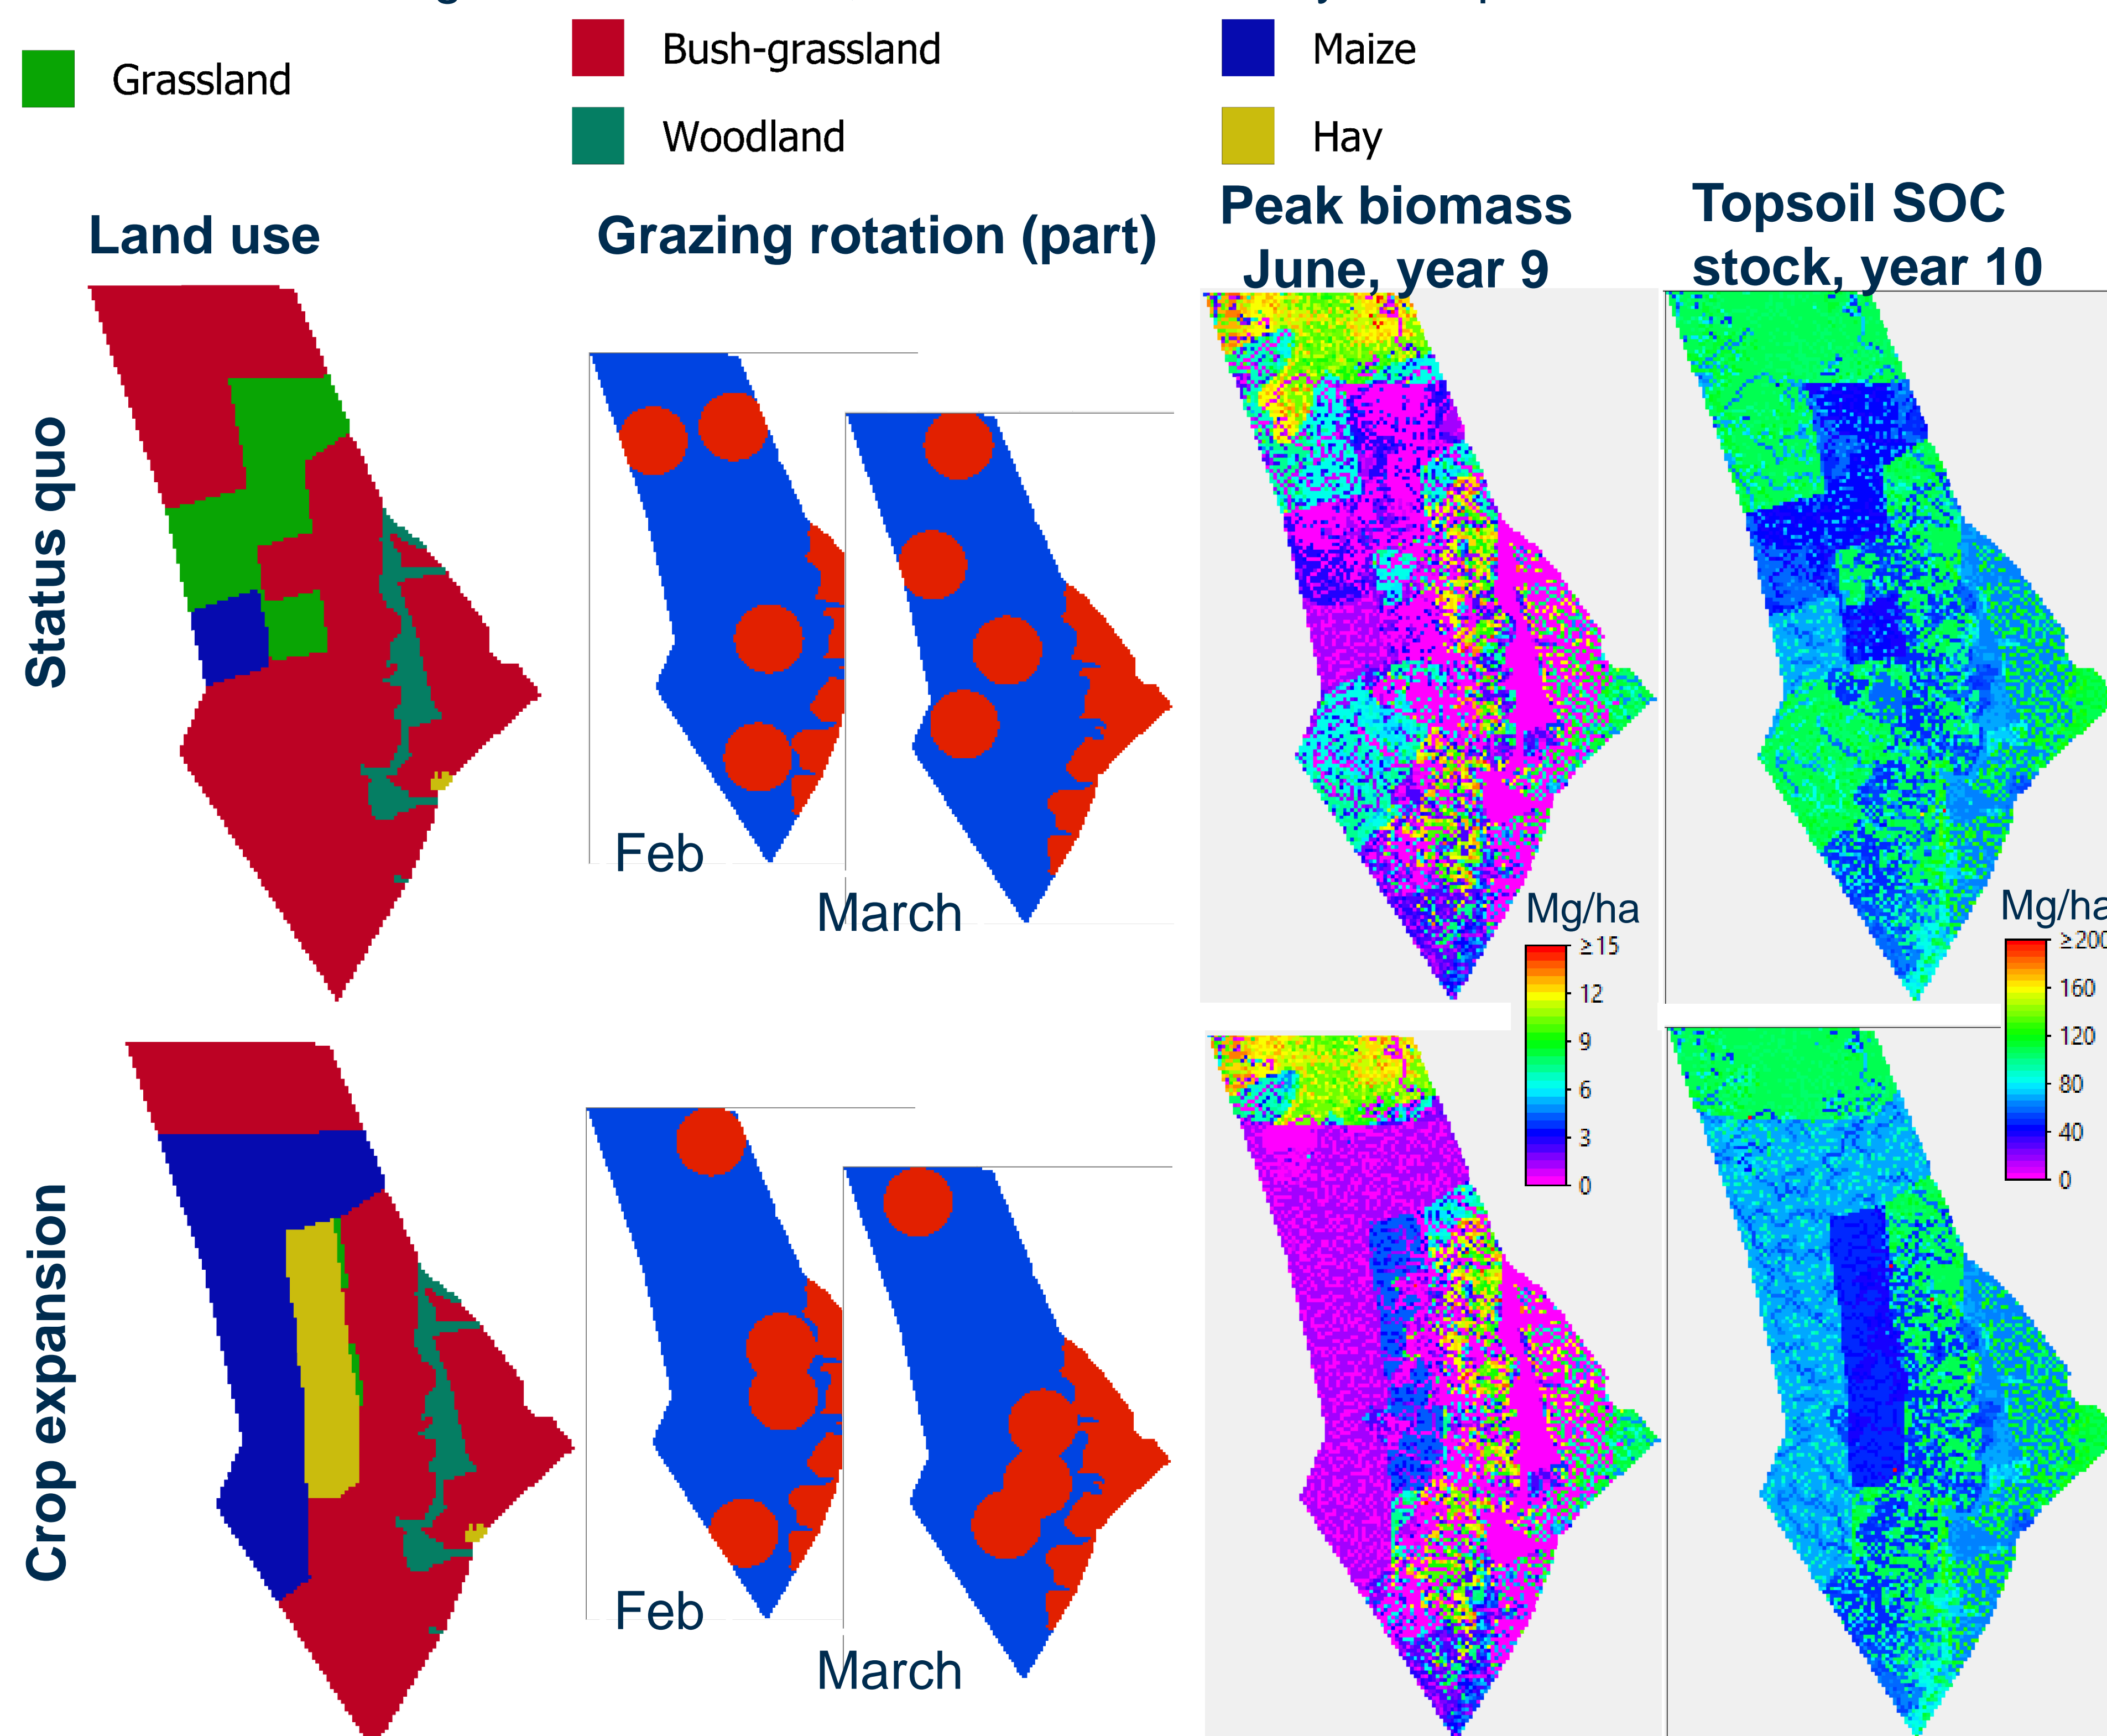 Grassland
Bush-grassland
Woodland
Maize
Hay
Land use
Grazing rotation (part)
Peak biomass
June, year 9
Topsoil SOC
stock, year 10
Status quo
Feb
March
Mg/ha
≥15
12
9
6
3
0
Mg/ha
≥200
160
120
80
40
0
Crop expansion
Feb
March